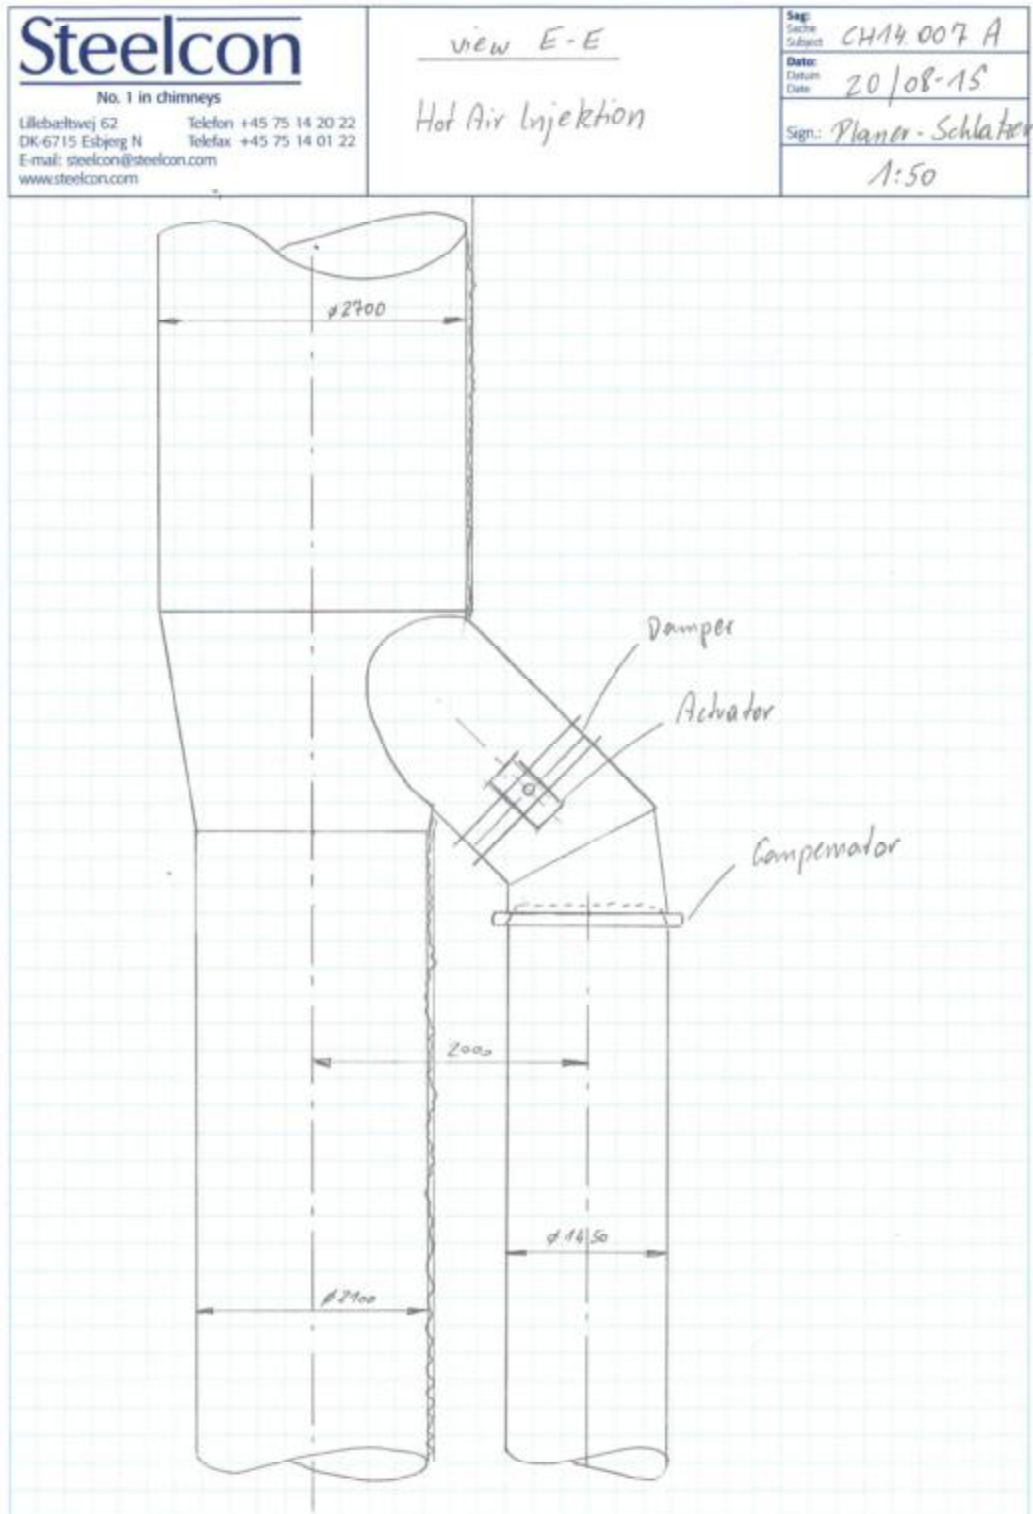 Steelcon
No. 1 in chimneys
Lillebæltsvej 62
DK-6715 Esbjerg N
E-mail: steelcon@steelcon.com
www.steelcon.com
Telefon +45 75 14 20 22
Telefax +45 75 14 01 22
view E-E
Hot Air Injektion
Sag:
Sache
Subject
CH14.007 A
Dato:
Datum
Date
20/08-15
Sign.: Planer-Schlatter
1:50
ø2700
Damper
Actuator
Compensator
2000
ø1450
ø2100